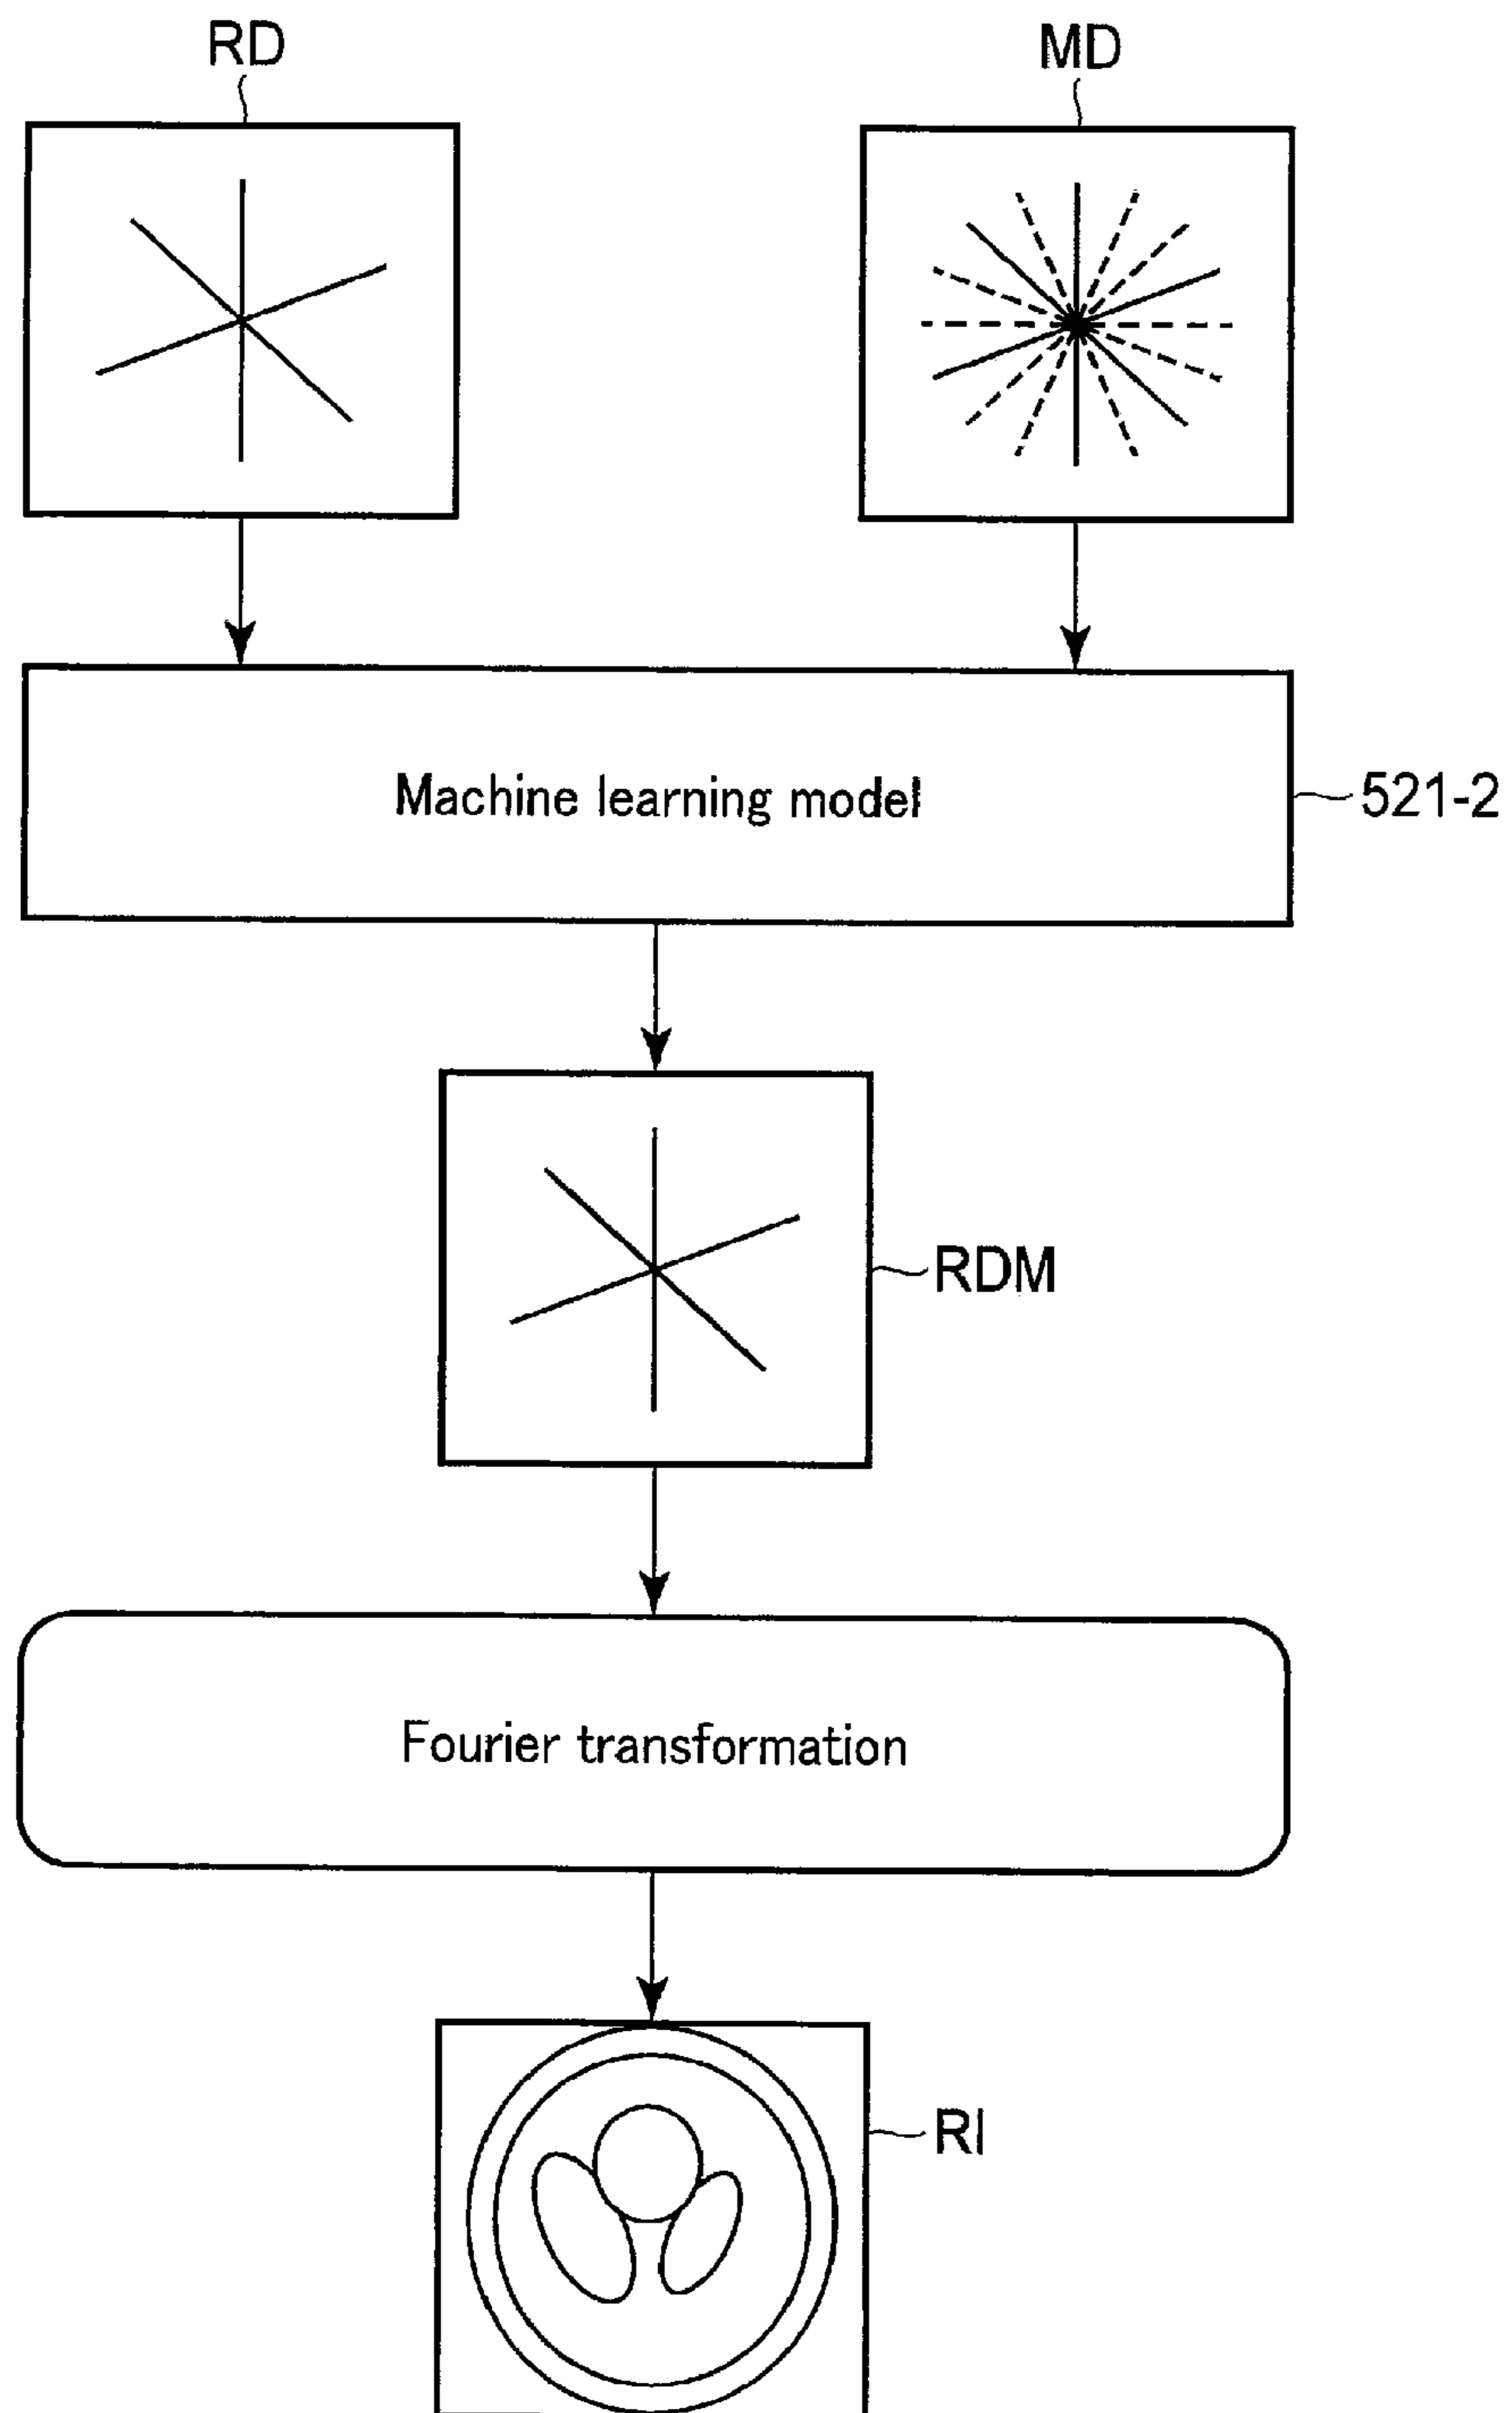 RD
MD
Machine learning model
521-2
RDM
Fourier transformation
RI